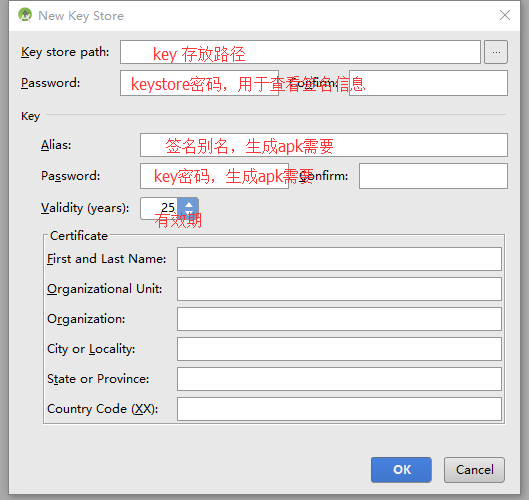 New Key Store
Key store path: key 存放路径 ...
Password: keystore密码，用于查看签名信息 Confirm:
Key
Alias: 签名别名，生成apk需要
Password: key密码，生成apk需要 Confirm:
Validity (years): 25
有效期
Certificate
First and Last Name:
Organizational Unit:
Organization:
City or Locality:
State or Province:
Country Code (XX):
OK Cancel